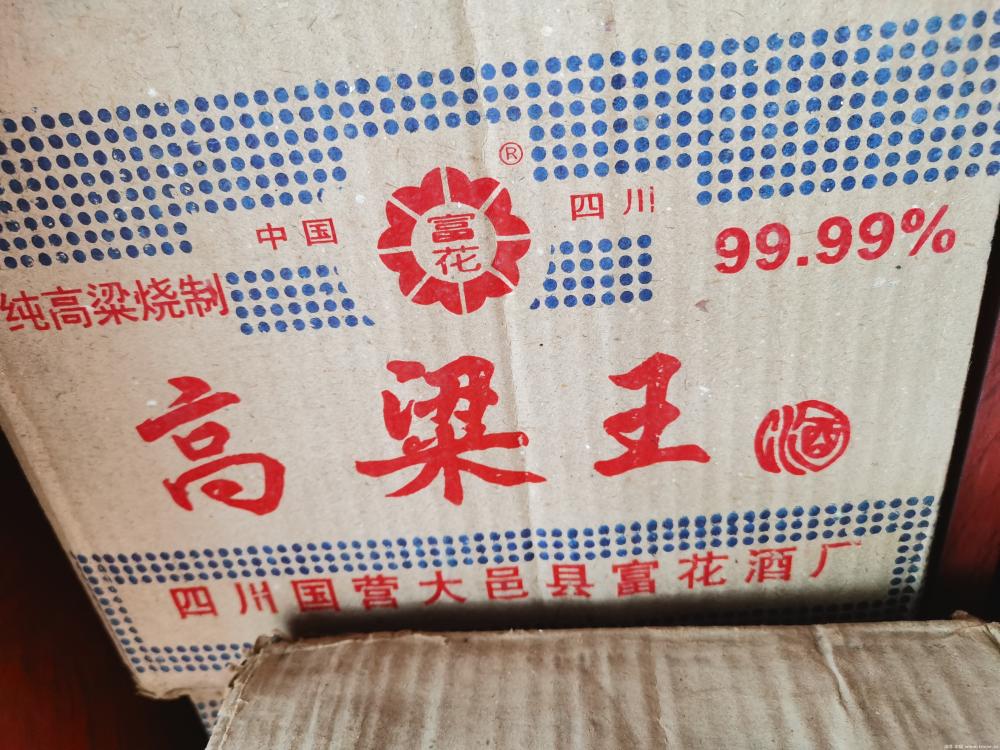 ®
中国 富花 四川
99.99%
纯高粱烧制
高粱王酒
四川国营大邑县富花酒厂